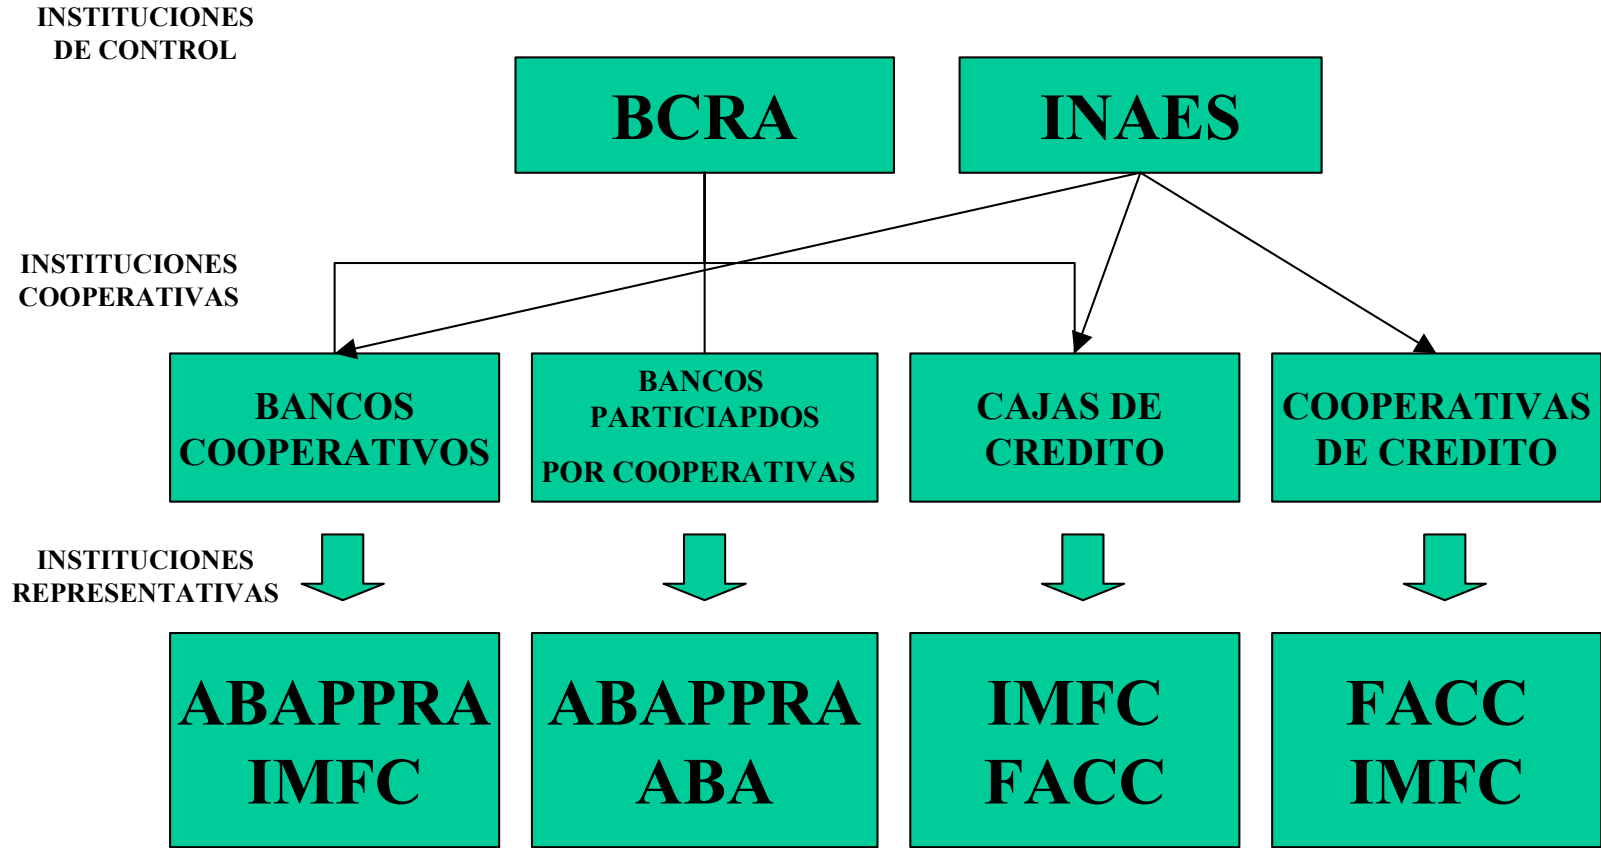 INSTITUCIONES
DE CONTROL
BCRA
INAES
INSTITUCIONES
COOPERATIVAS
BANCOS
COOPERATIVOS
BANCOS
PARTICIAPDOS
POR COOPERATIVAS
CAJAS DE
CREDITO
COOPERATIVAS
DE CREDITO
INSTITUCIONES
REPRESENTATIVAS
ABAPPRA
IMFC
ABAPPRA
ABA
IMFC
FACC
FACC
IMFC